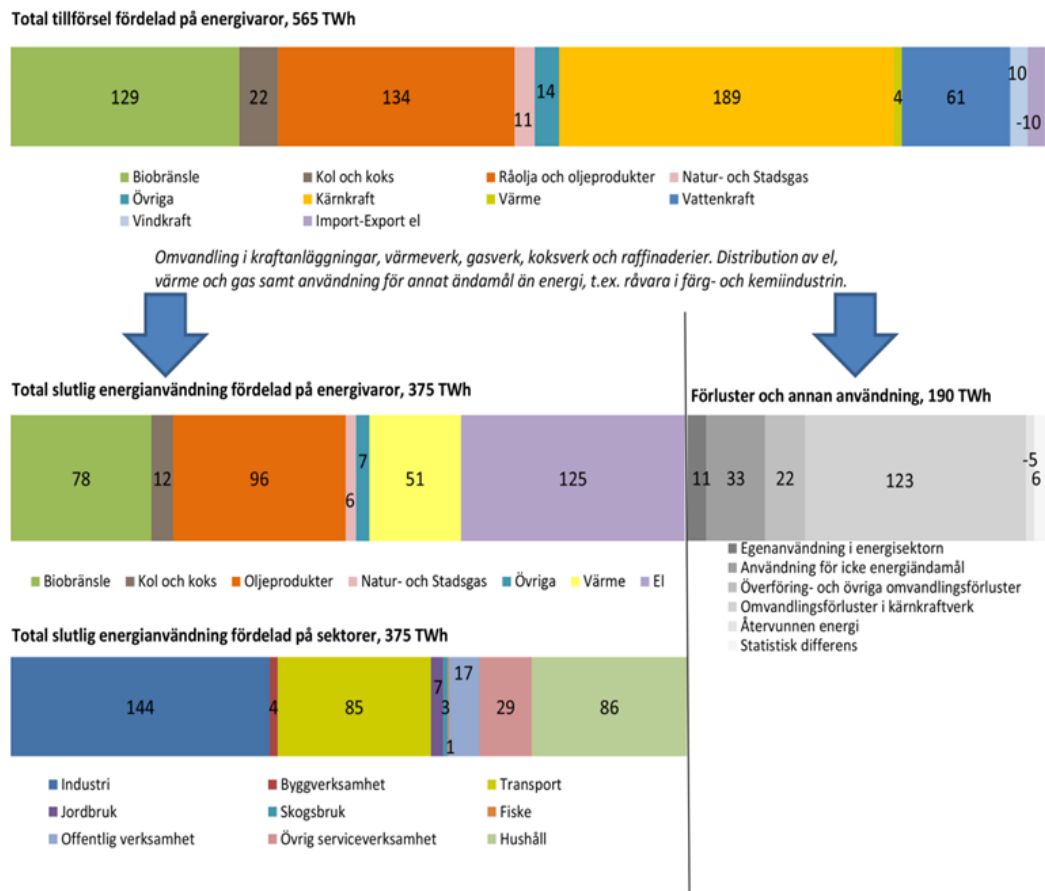 Total tillförsel fördelad på energivaror, 565 TWh
129 22 134 11 14 189 4 61 10 -10
Biobränsle Kol och koks Råolja och oljeprodukter Natur- och Stadsgas
Övriga Kärnkraft Värme Vattenkraft
Vindkraft Import-Export el
Omvandling i kraftanläggningar, värmeverk, gasverk, koksverk och raffinaderier. Distribution av el,
värme och gas samt användning för annat ändamål än energi, t.ex. råvara i färg- och kemiindustrin.
Total slutlig energianvändning fördelad på energivaror, 375 TWh
78 12 96 6 7 51 125
Biobränsle Kol och koks Oljeprodukter Natur- och Stadsgas Övriga Värme El
Förluster och annan användning, 190 TWh
11 33 22 123 -5 6
Egenanvändning i energisektorn
Användning för icke energiändamål
Överföring- och övriga omvandlingsförluster
Omvandlingsförluster i kärnkraftverk
Återvunnen energi
Statistisk differens
Total slutlig energianvändning fördelad på sektorer, 375 TWh
144 4 85 7 3 1 17 29 86
Industri Byggverksamhet Transport
Jordbruk Skogsbruk Fiske
Offentlig verksamhet Övrig serviceverksamhet Hushåll